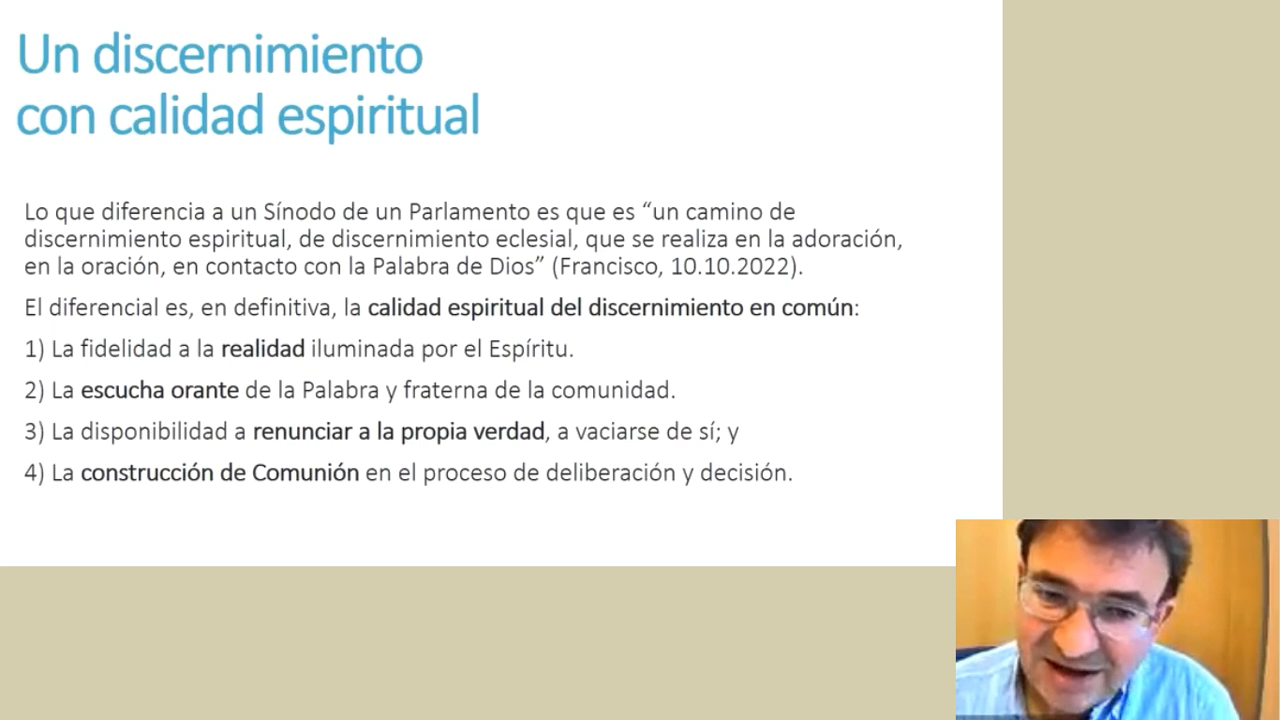 Un discernimiento
con calidad espiritual
Lo que diferencia a un Sínodo de un Parlamento es que es “un camino de
discernimiento espiritual, de discernimiento eclesial, que se realiza en la adoración,
en la oración, en contacto con la Palabra de Dios” (Francisco, 10.10.2022).
El diferencial es, en definitiva, la calidad espiritual del discernimiento en común:
1) La fidelidad a la realidad iluminada por el Espíritu.
2) La escucha orante de la Palabra y fraterna de la comunidad.
3) La disponibilidad a renunciar a la propia verdad, a vaciarse de sí; y
4) La construcción de Comunión en el proceso de deliberación y decisión.